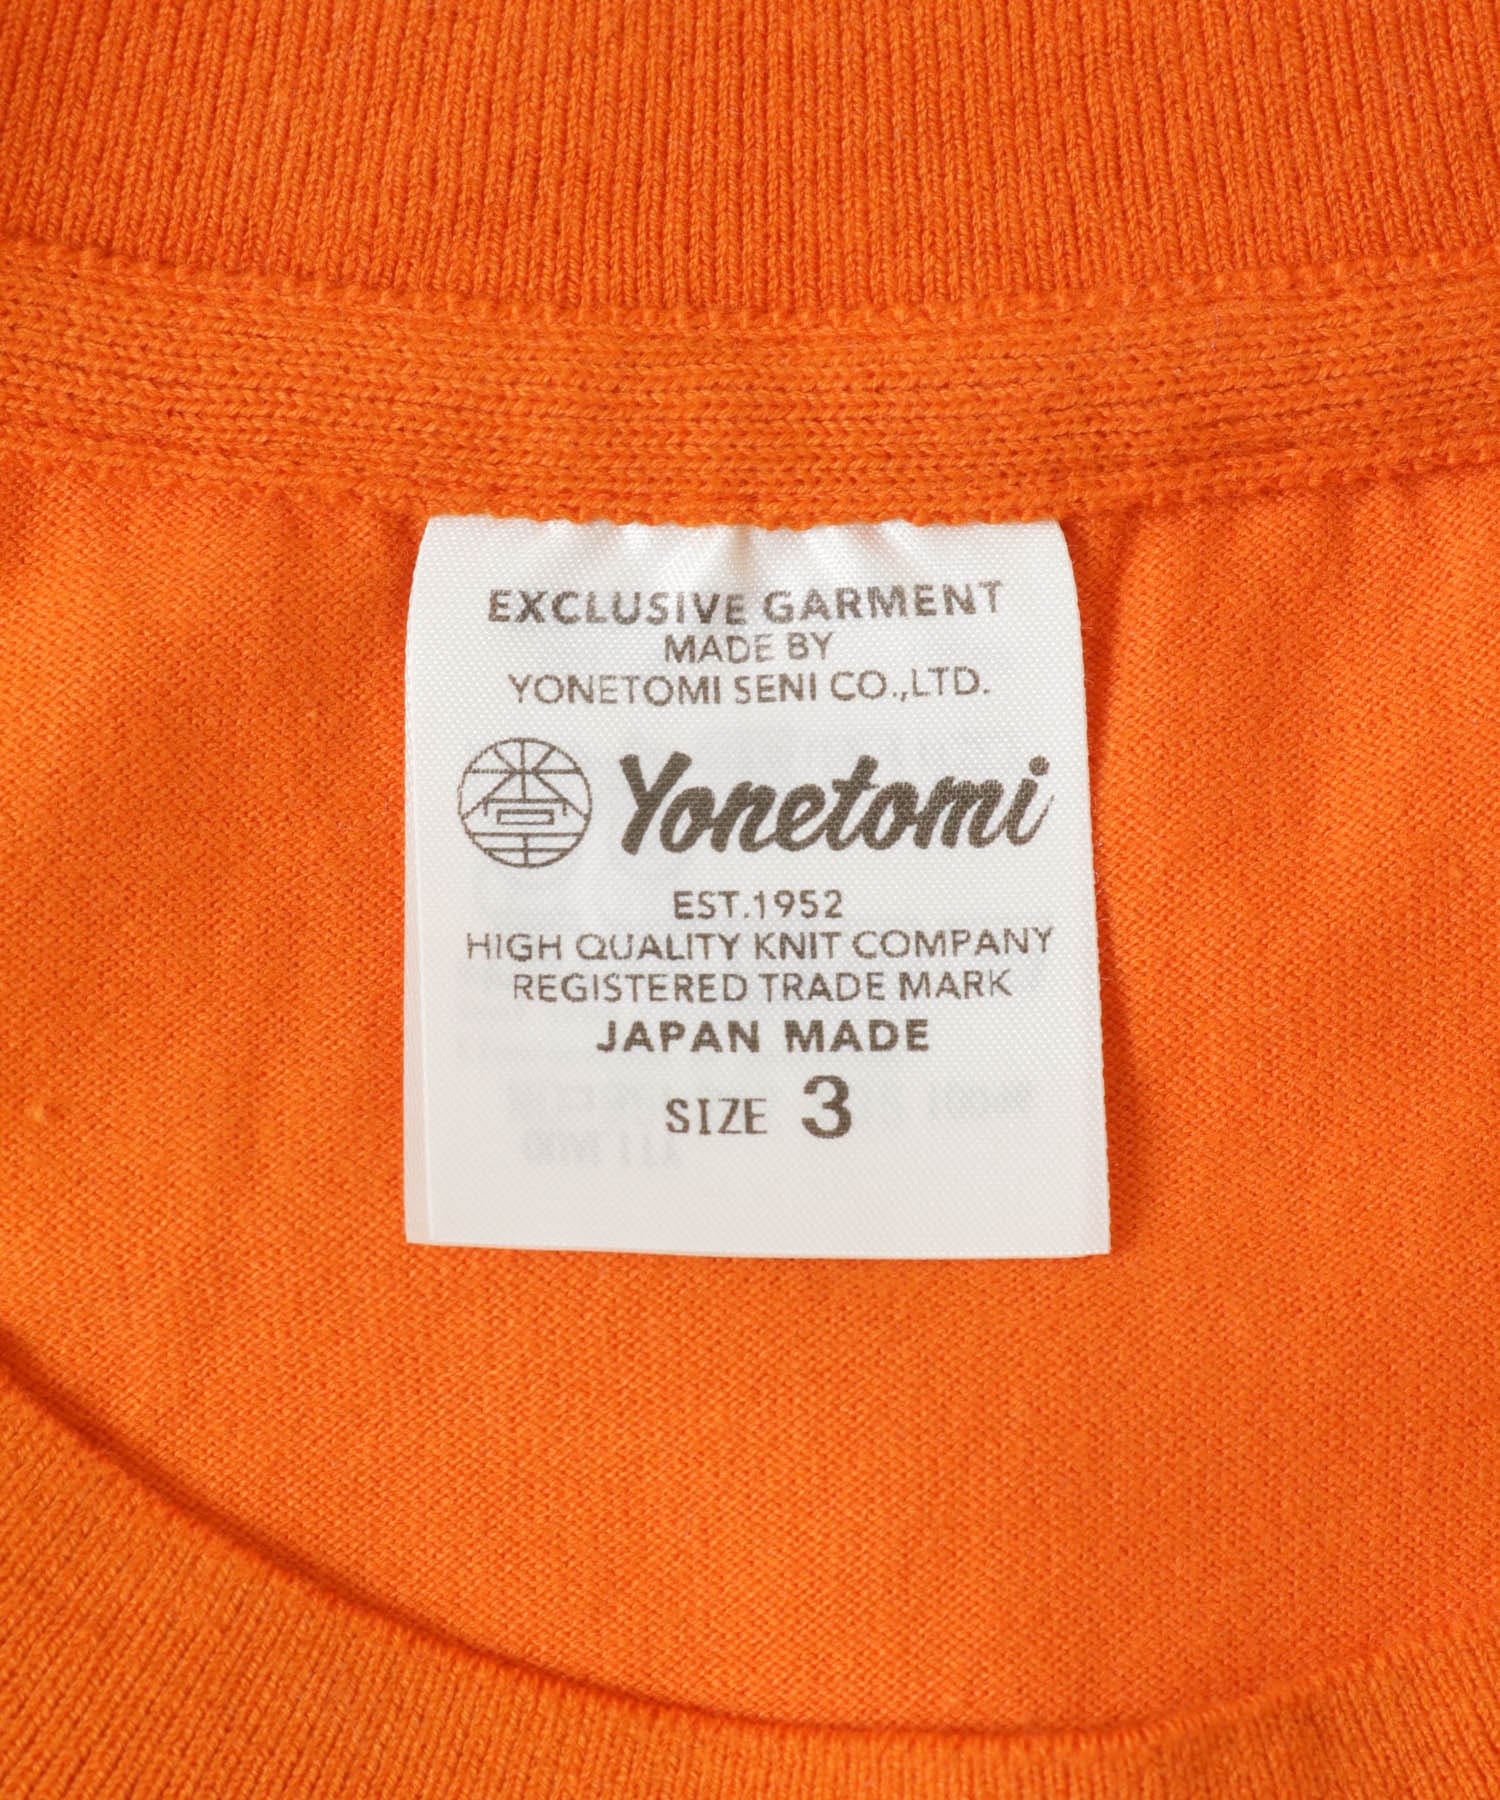 EXCLUSIVE GARMENT
MADE BY
YONETOMI SENI CO.,LTD.
Yonetomi
EST.1952
HIGH QUALITY KNIT COMPANY
REGISTERED TRADE MARK
JAPAN MADE
SIZE 3